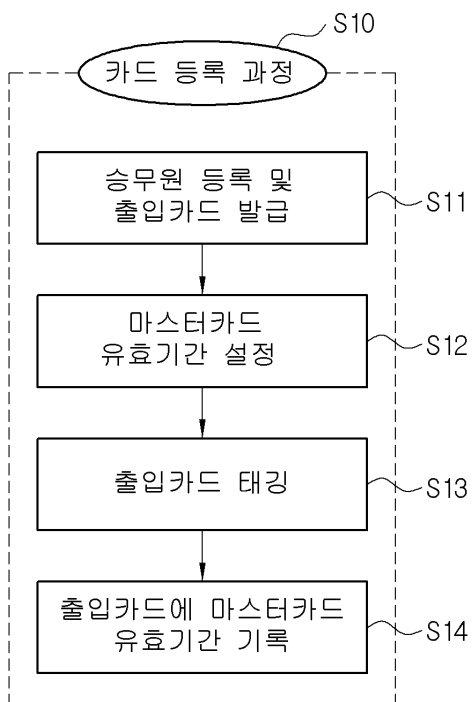 S10
카드 등록 과정
승무원 등록 및
출입카드 발급
S11
마스터카드
유효기간 설정
S12
출입카드 태깅
S13
출입카드에 마스터카드
유효기간 기록
S14